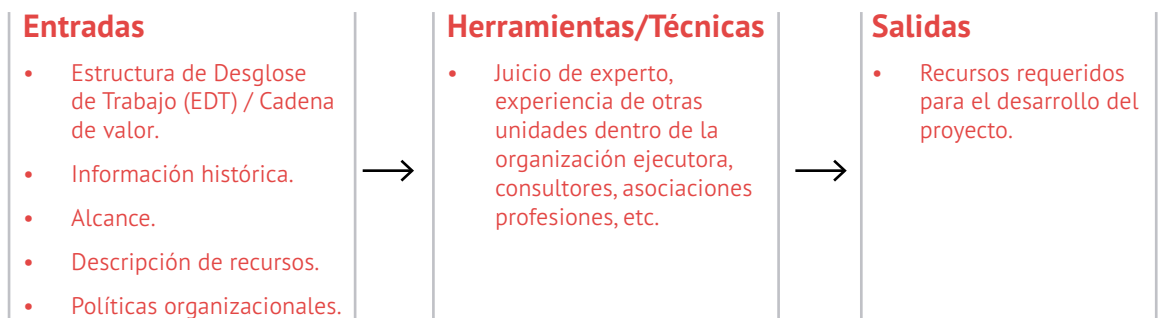 Entradas
• Estructura de Desglose
de Trabajo (EDT) / Cadena
de valor.
• Información histórica.
• Alcance.
• Descripción de recursos.
• Políticas organizacionales.
Herramientas/Técnicas
• Juicio de experto,
experiencia de otras
unidades dentro de la
organización ejecutora,
consultores, asociaciones
profesiones, etc.
Salidas
• Recursos requeridos
para el desarrollo del
proyecto.